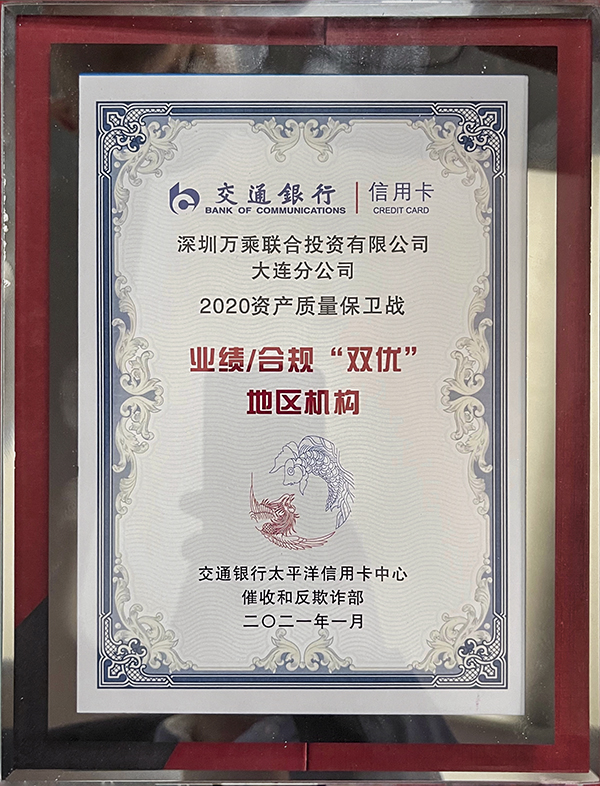 交通銀行 信用卡
BANK OF COMMUNICATIONS CREDIT CARD
深圳万乘联合投资有限公司
大连分公司
2020资产质量保卫战
业绩/合规“双优”
地区机构
交通银行太平洋信用卡中心
催收和反欺诈部
二〇二一年一月